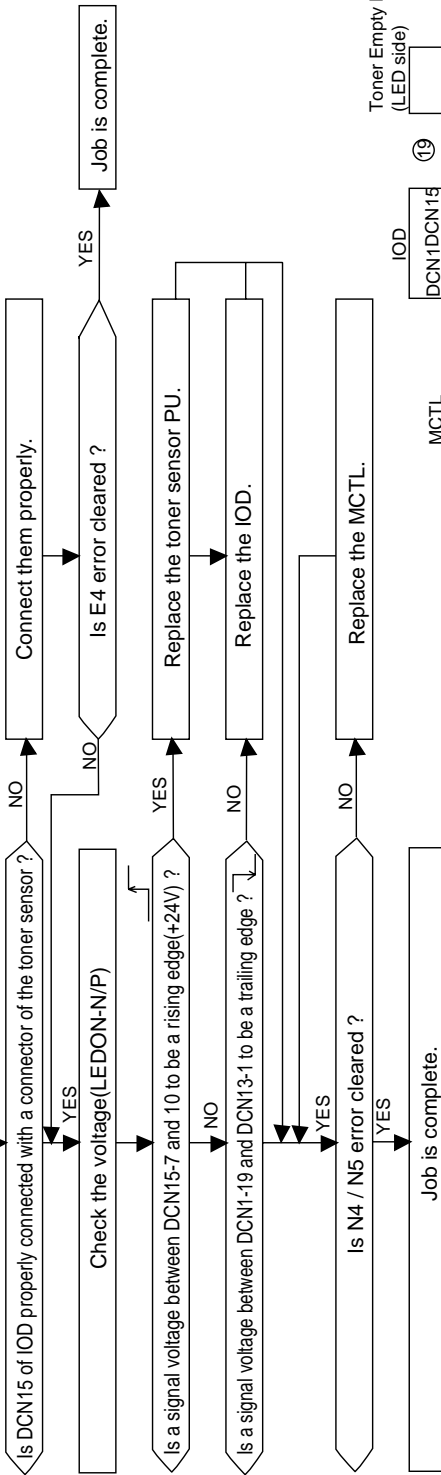 Is DCN15 of IOD properly connected with a connector of the toner sensor ?
NO
Connect them properly.
YES
NO
Is E4 error cleared ?
YES
Job is complete.
Check the voltage(LEDON-N/P)
Is a signal voltage between DCN15-7 and 10 to be a rising edge(+24V) ?
YES
Replace the toner sensor PU.
NO
Is a signal voltage between DCN1-19 and DCN13-1 to be a trailing edge ?
NO
Replace the IOD.
YES
Is N4 / N5 error cleared ?
NO
Replace the MCTL.
YES
Job is complete.
MCTL
IOD
DCN1DCN15
19
Toner Empty
(LED side)